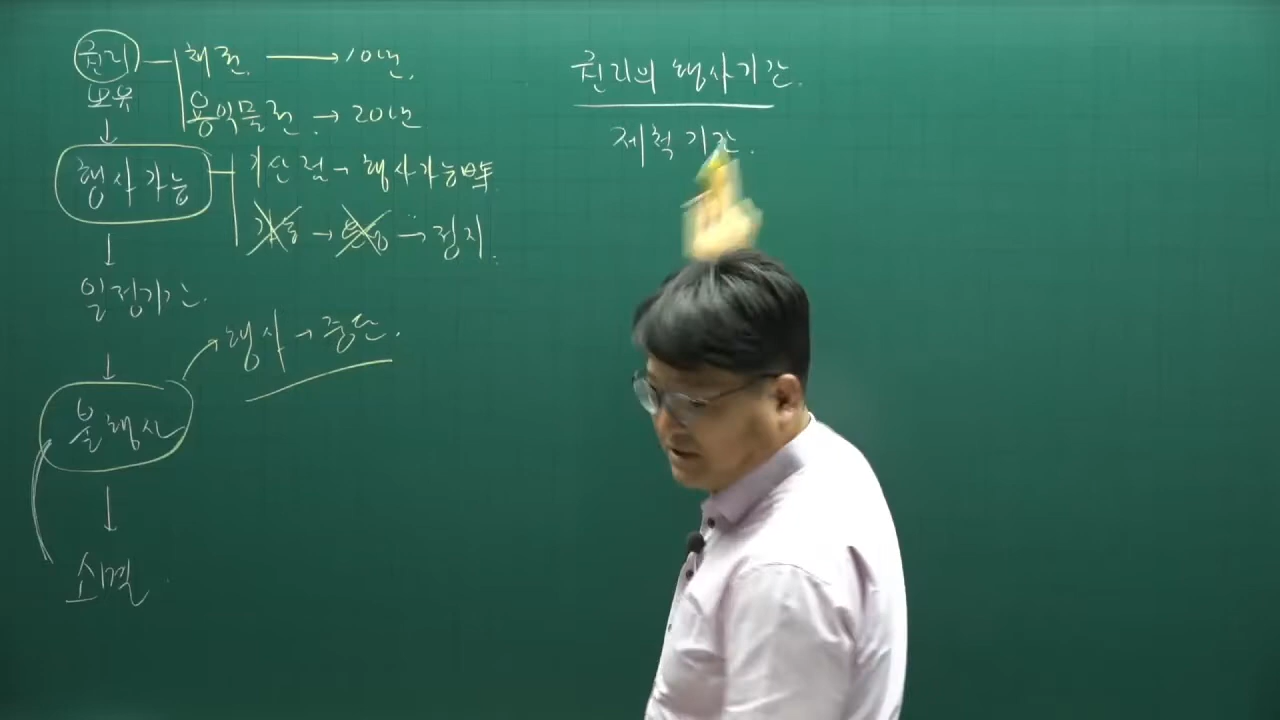 권리 ─ 채권 → 10년.
보유 용익물권 → 20년
↓
행사가능 ─ 기산점 → 행사가능
→ 정지.
↓
일정기간.
↓
행사 → 중단.
불행사
↓
소멸.
권리의 행사기간.
제척기간.